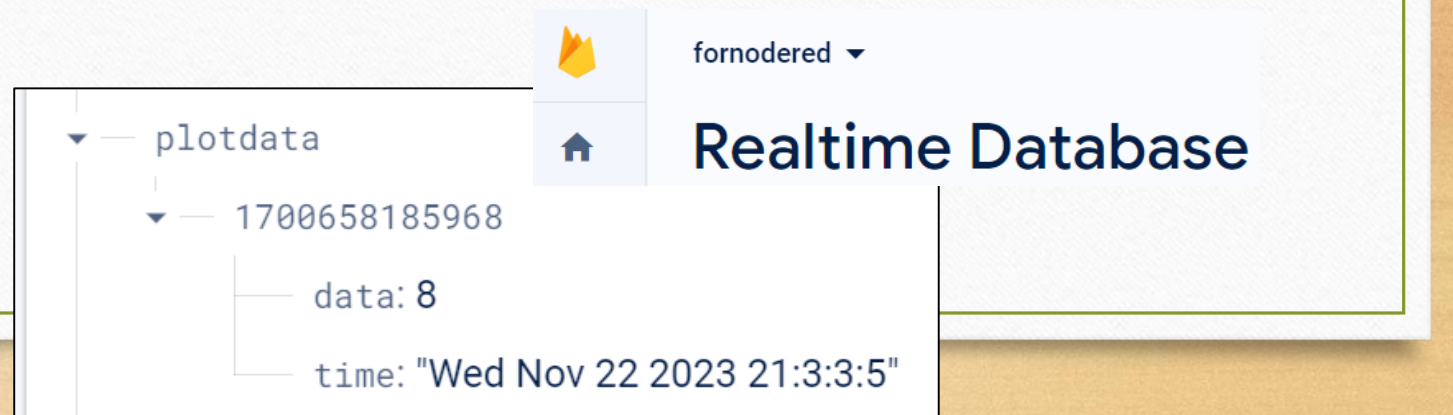 fornodered
Realtime Database
plotdata
1700658185968
data: 8
time: "Wed Nov 22 2023 21:3:3:5"